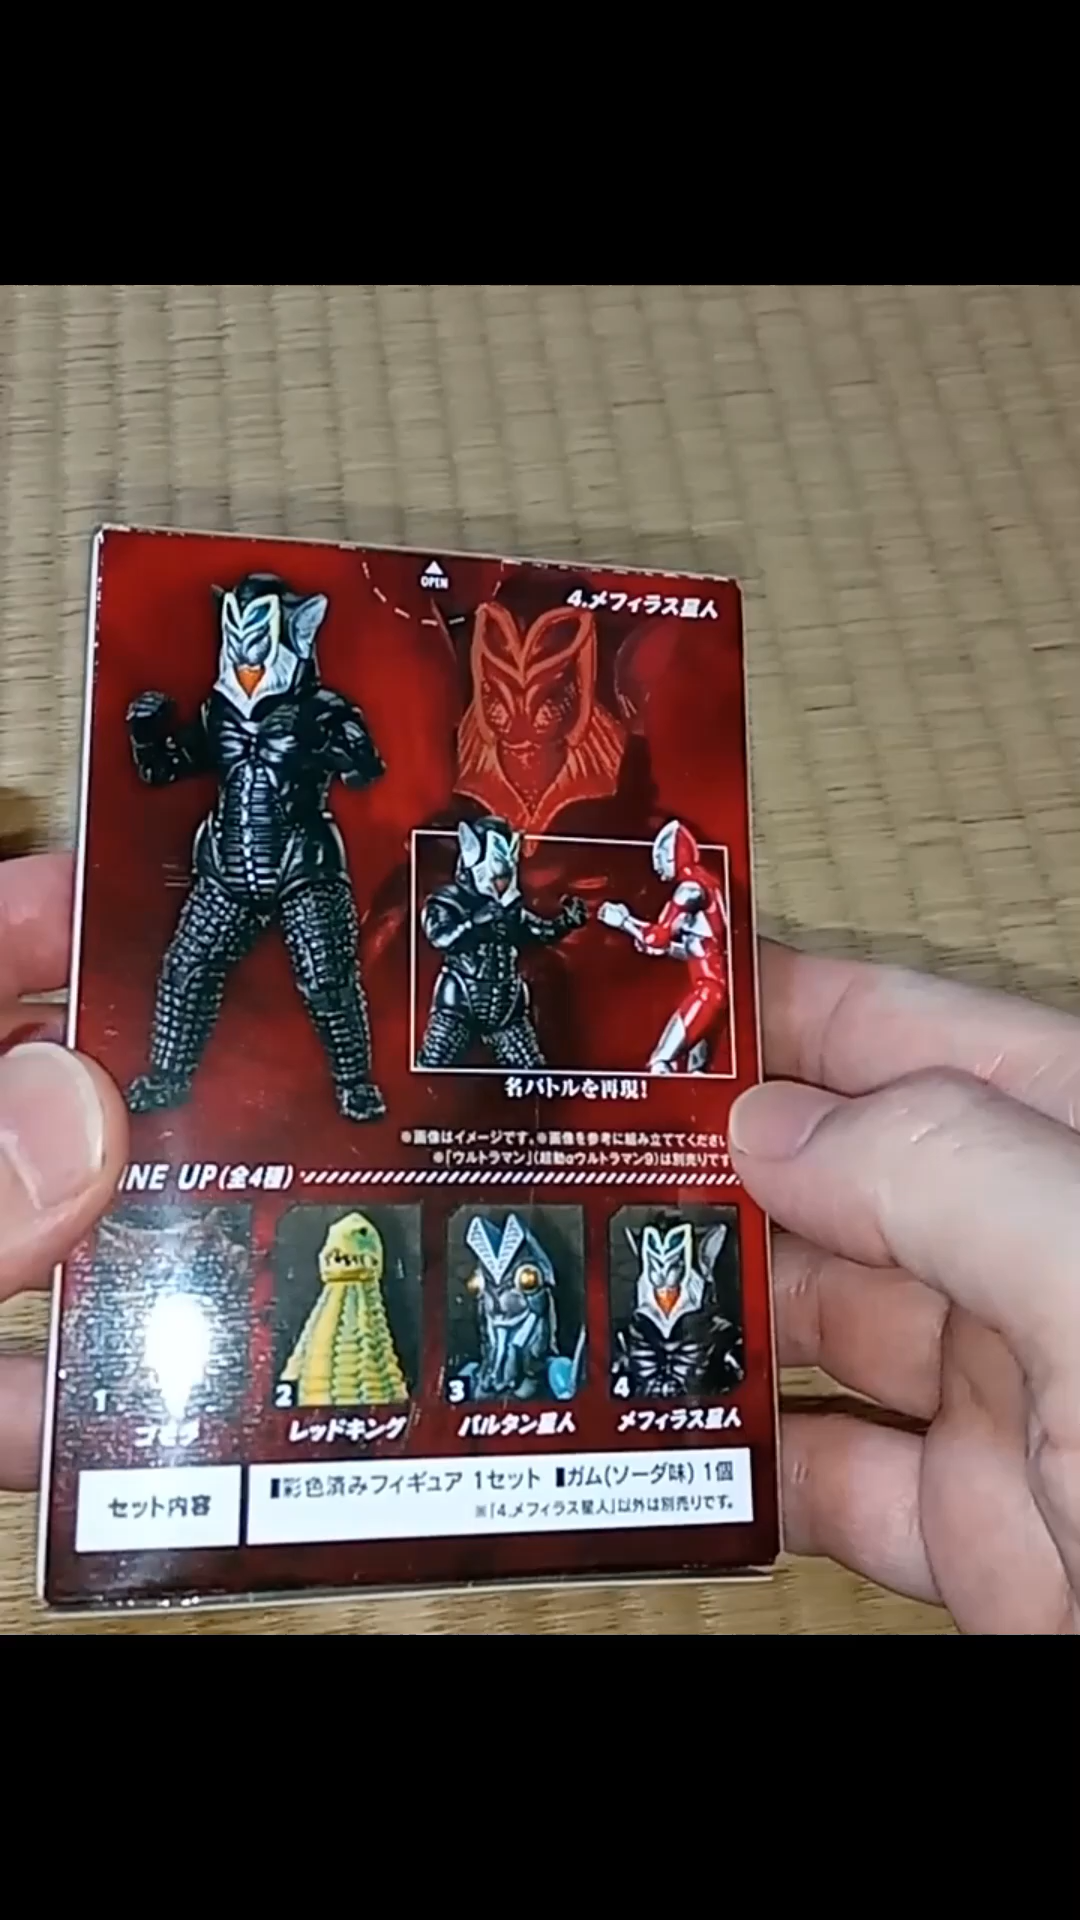 OPEN
4.メフィラス星人
名バトルを再現!
※画像はイメージです。※画像を参考に組み立ててください
※「ウルトラマン」(超動αウルトラマン9)は別売りです
INE UP(全4種)
1
2
3
4
ゴモラ
レッドキング
バルタン星人
メフィラス星人
セット内容
■彩色済みフィギュア 1セット ■ガム(ソーダ味) 1個
※「4.メフィラス星人」以外は別売りです。